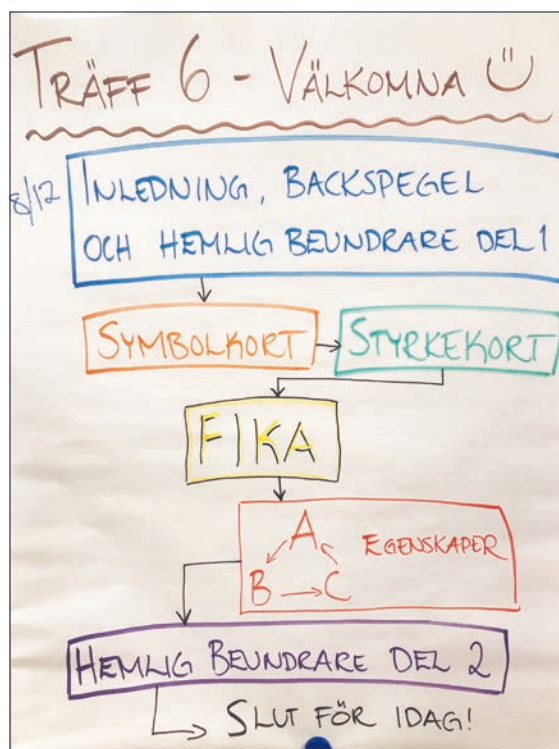 TRÄFF 6 - VÄLKOMNA
8/12
INLEDNING, BACKSPEGEL
OCH HEMLIG BEUNDRARE DEL 1
SYMBOLKORT
STYRKEKORT
FIKA
A
EGENSKAPER
B
C
HEMLIG BEUNDRARE DEL 2
SLUT FÖR IDAG!